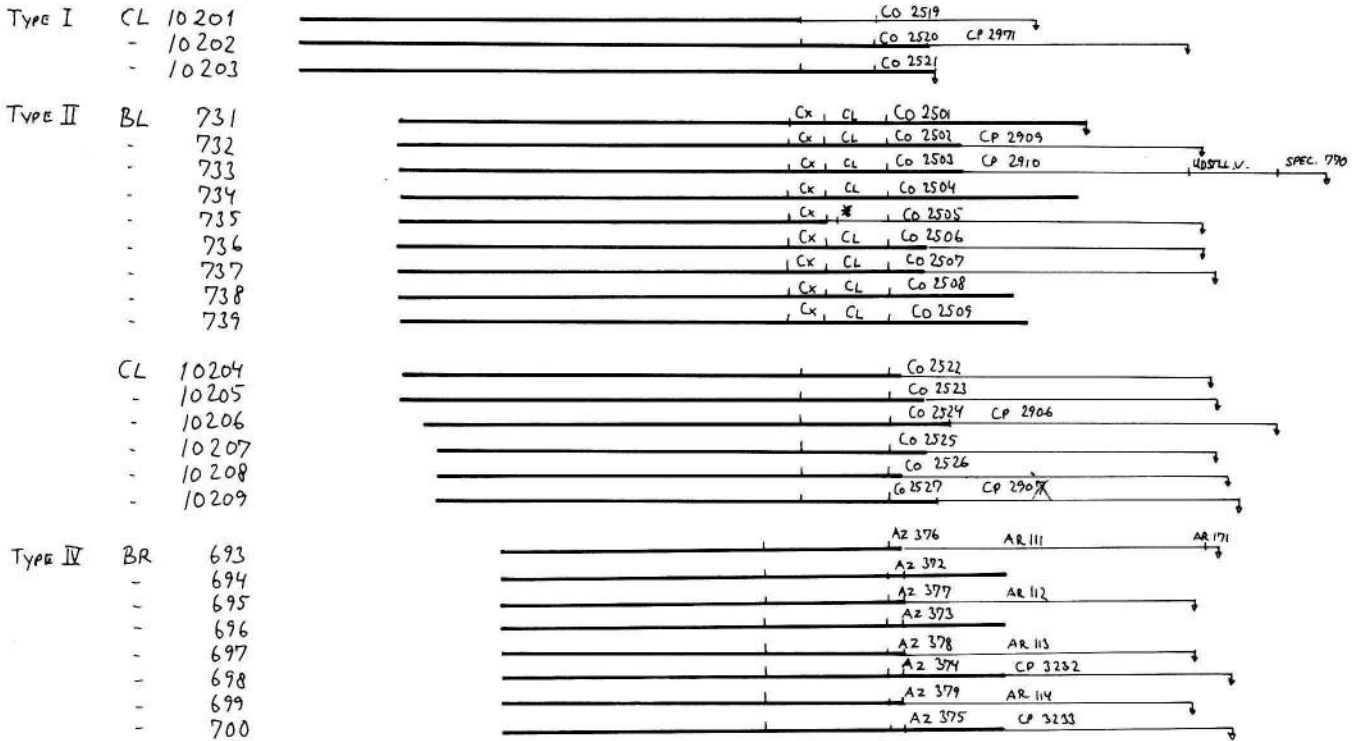 Type I CL 10201 Co 2519
- 10202 Co 2520 CP 2971
- 10203 Co 2521
Type II BL 731 Cx CL Co 2501
- 732 Cx CL Co 2502 CP 2909
- 733 Cx CL Co 2503 CP 2910 UDSTILL.V. SPEC. 770
- 734 Cx CL Co 2504
- 735 Cx * Co 2505
- 736 Cx CL Co 2506
- 737 Cx CL Co 2507
- 738 Cx CL Co 2508
- 739 Cx CL Co 2509
CL 10204 Co 2522
- 10205 Co 2523
- 10206 Co 2524 CP 2906
- 10207 Co 2525
- 10208 Co 2526
- 10209 Co 2527
Type IV BR 693 AZ 376 AR 111 AR 171
- 694 AZ 372
- 695 AZ 377 AR 112
- 696 AZ 373
- 697 AZ 378 AR 113
- 698 AZ 374 CP 3232
- 699 AZ 379 AR 114
- 700 AZ 375 CP 3233